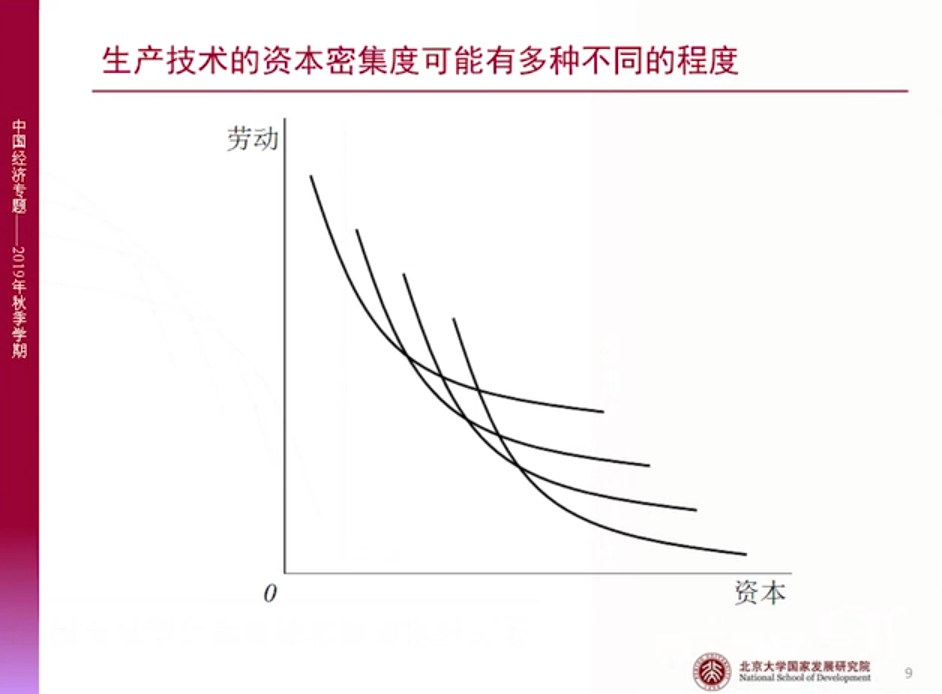 生产技术的资本密集度可能有多种不同的程度
中国经济专题——2019年秋季学期
劳动
0
资本
北京大学国家发展研究院
National School of Development
9